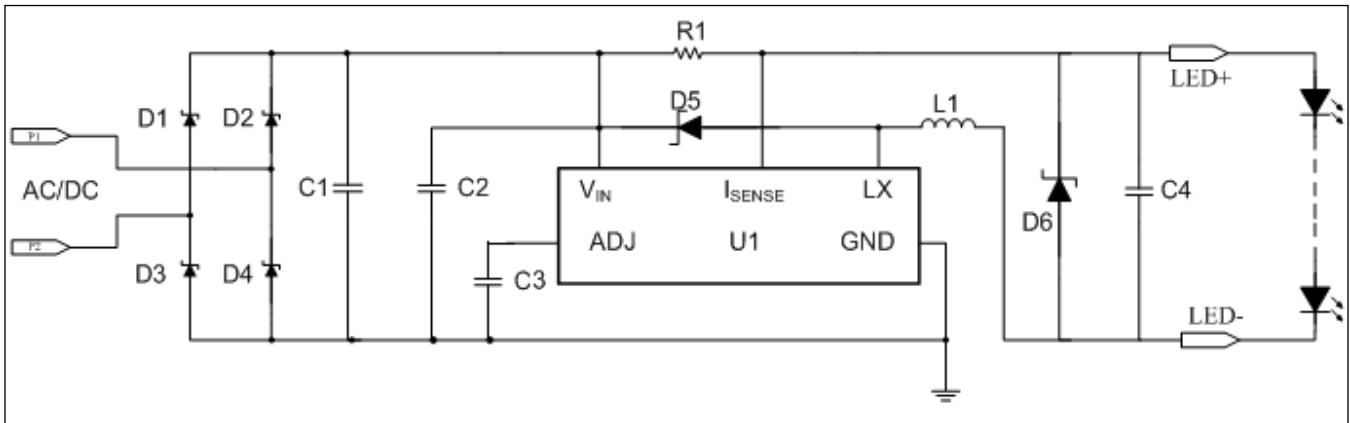 R1
LED+
D5
L1
D1
D2
P1
AC/DC
C1
C2
VIN
ISENSE
LX
C4
D6
P2
ADJ
U1
GND
D3
D4
C3
LED-